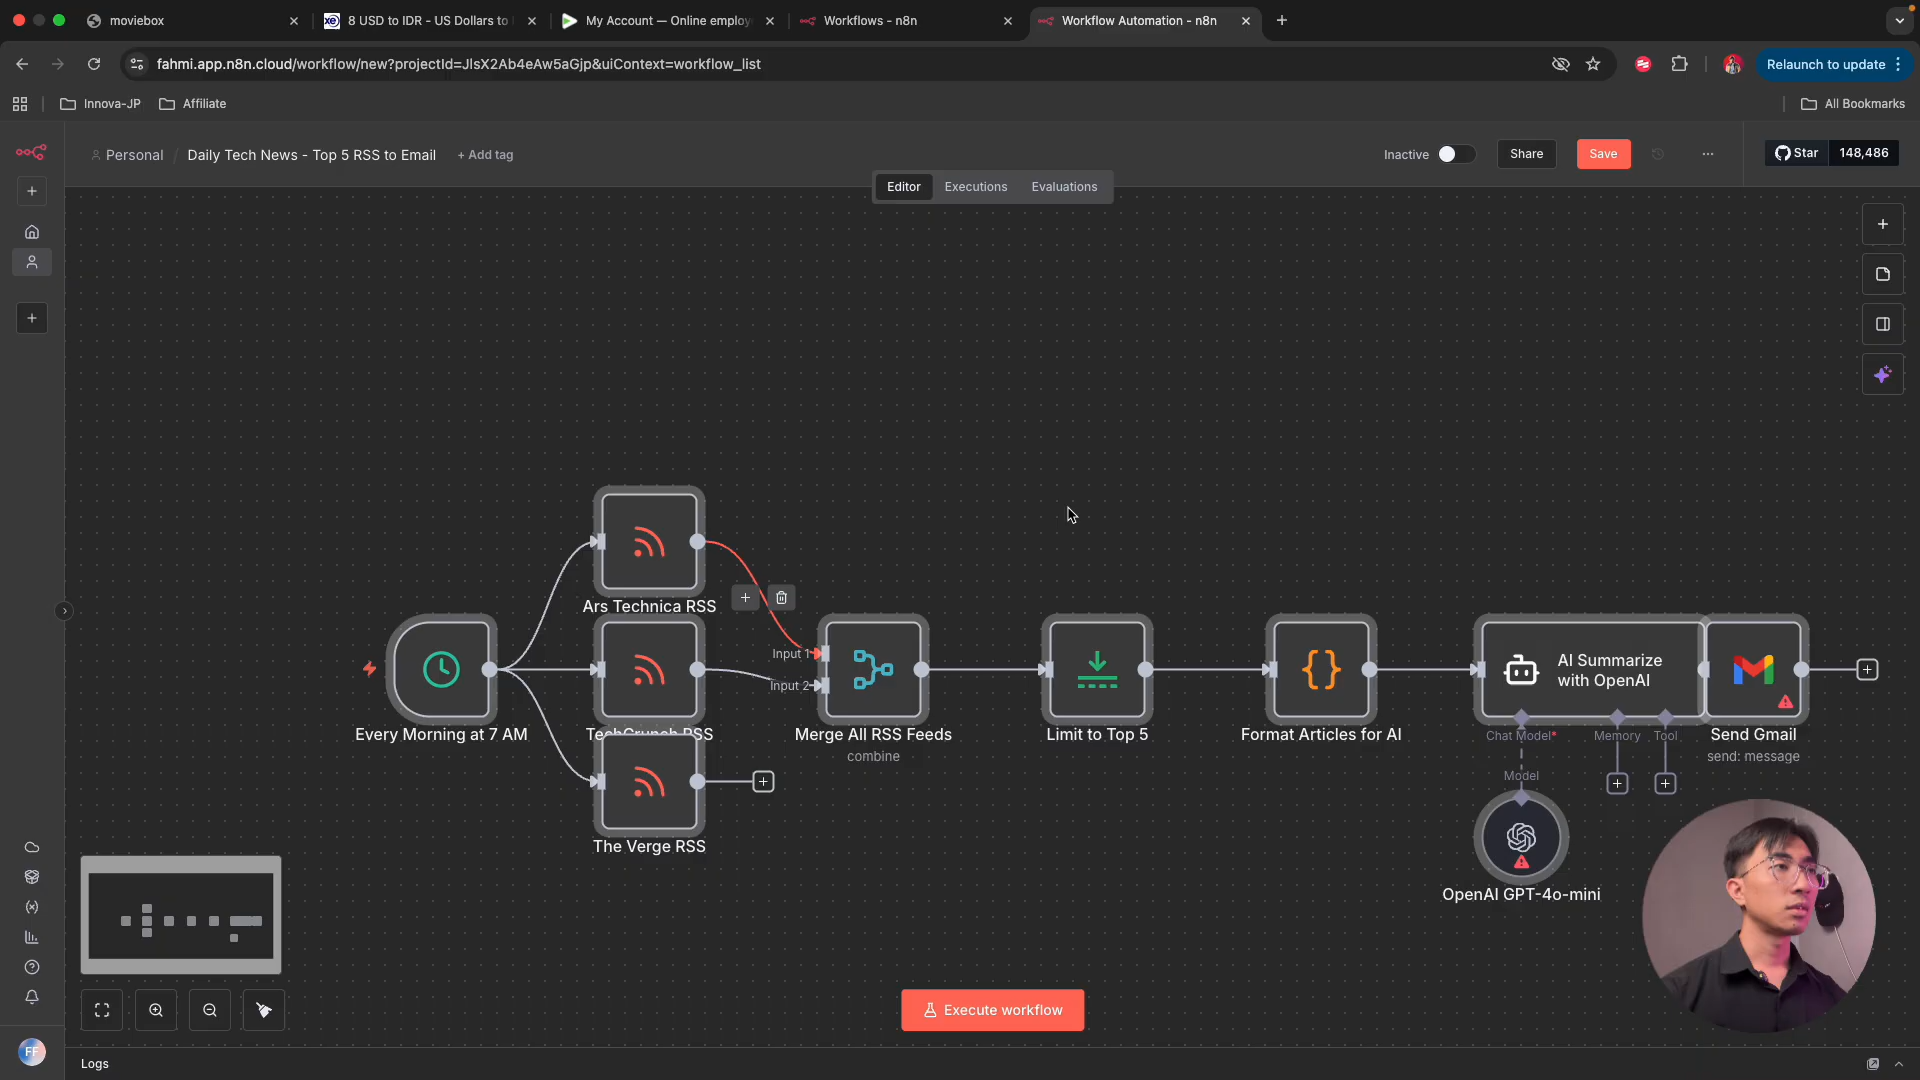 moviebox
8 USD to IDR - US Dollars to
My Account — Online employ
Workflows - n8n
Workflow Automation - n8n
fahmi.app.n8n.cloud/workflow/new?projectId=JlsX2Ab4eAw5aGjp&uiContext=workflow_list
Relaunch to update
Innova-JP
Affiliate
All Bookmarks
Personal / Daily Tech News - Top 5 RSS to Email + Add tag
Inactive
Share
Save
Star 148,486
Editor Executions Evaluations
Ars Technica RSS
Input 1
Input 2
AI Summarize
with OpenAI
Every Morning at 7 AM
TechCrunch RSS
Merge All RSS Feeds
combine
Limit to Top 5
Format Articles for AI
Chat Model*
Memory
Tool
Send Gmail
send: message
Model
The Verge RSS
OpenAI GPT-4o-mini
Execute workflow
FF
Logs